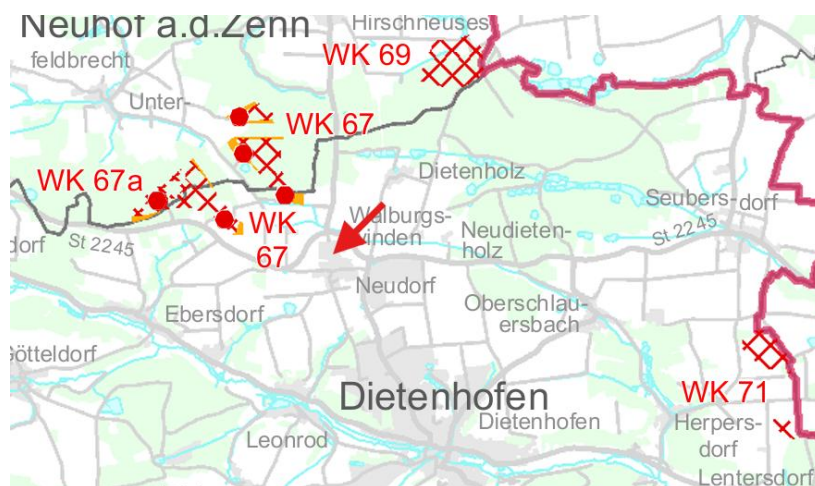 Neuhof a.d.Zenn
Hirschneuses
feldbrecht
WK 69
Unter-
WK 67
WK 67a
Dietenholz
WK
67
Walburgs-
winden
Seubers-
dorf
dorf
St 2245
Neudieten-
holz
St 2245
Neudorf
Ebersdorf
Oberschlau-
ersbach
Götteldorf
WK 71
Dietenhofen
Dietenhofen
Leonrod
Herpers-
dorf
Lentersdorf